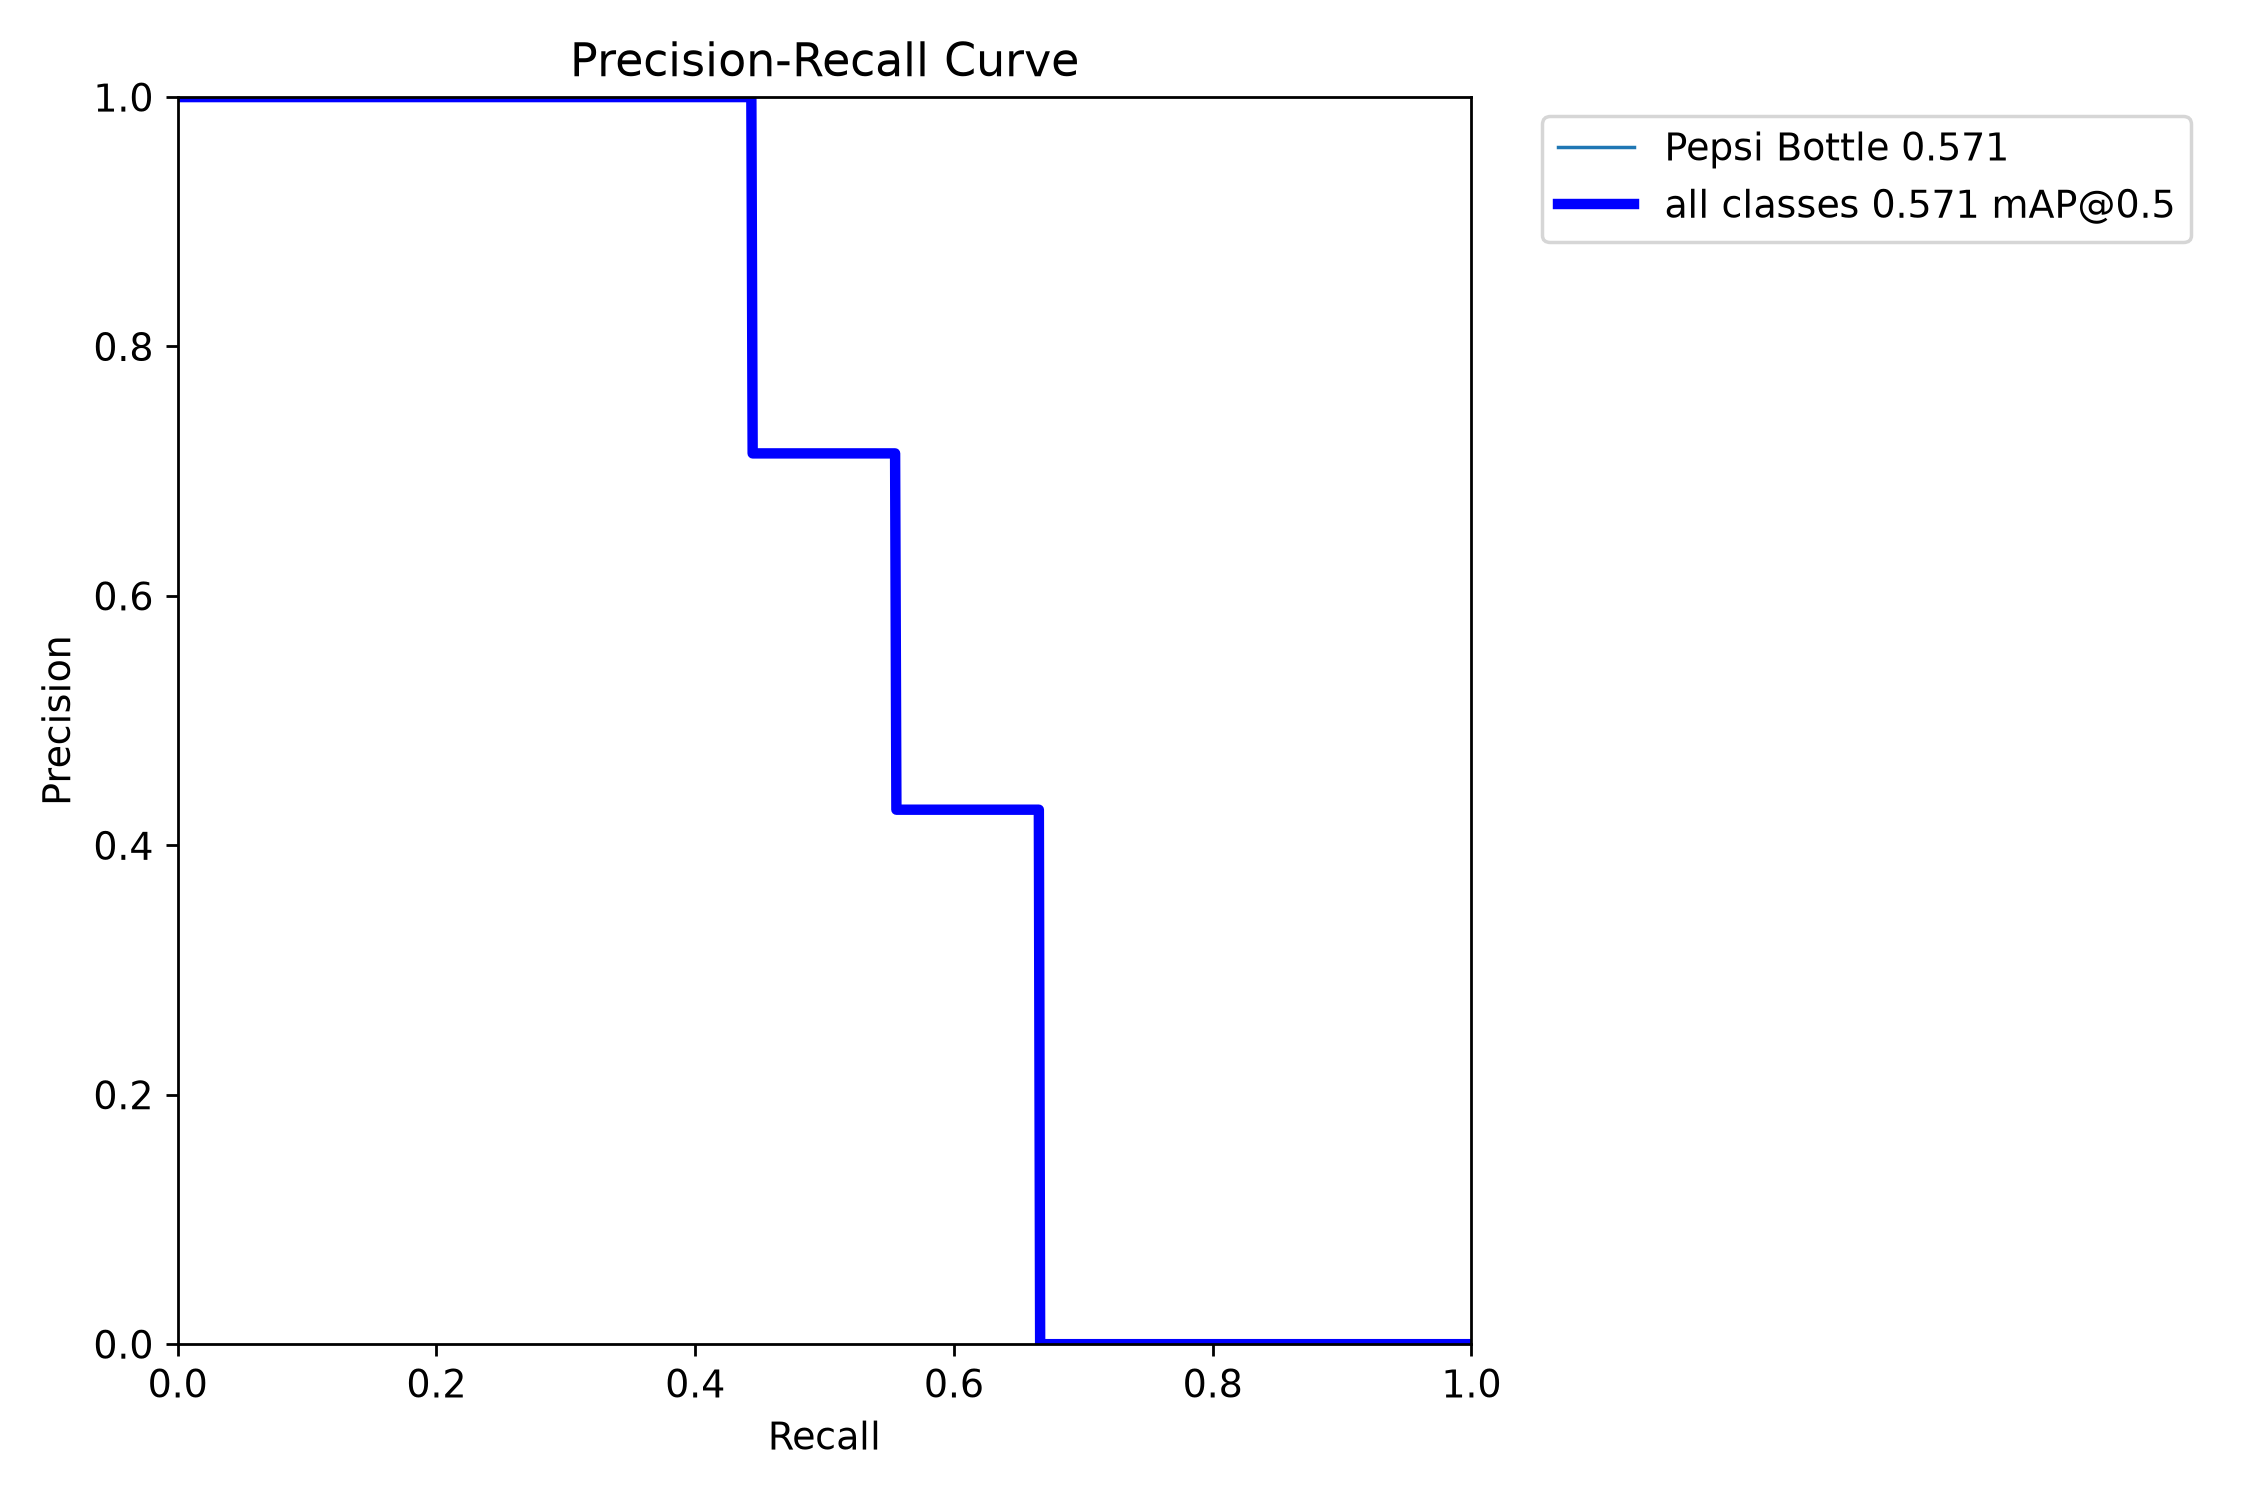 Precision-Recall Curve
1.0
0.8
0.6
0.4
0.2
0.0
Precision
0.0 0.2 0.4 0.6 0.8 1.0
Recall
Pepsi Bottle 0.571
all classes 0.571 mAP@0.5